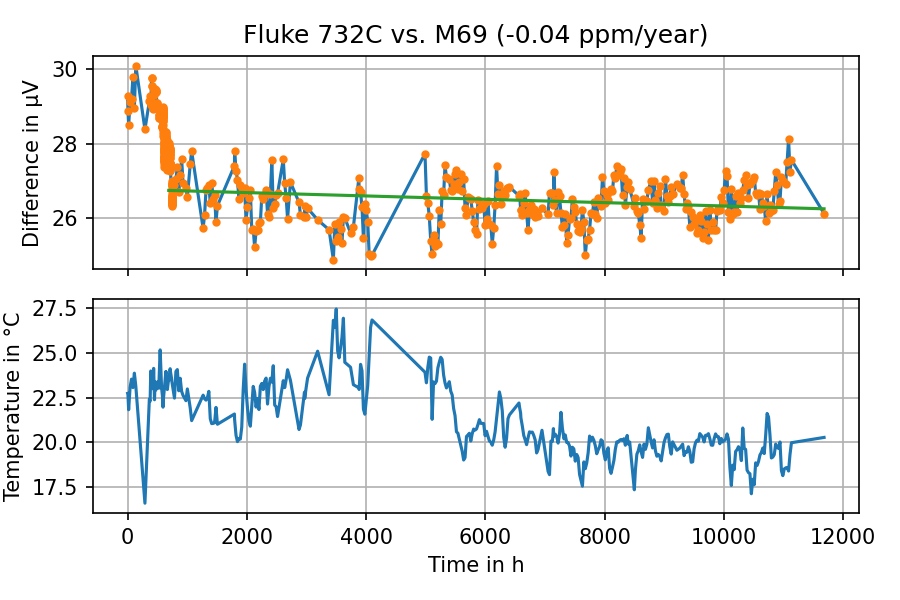 Fluke 732C vs. M69 (-0.04 ppm/year)
Difference in µV
30
28
26
Temperature in °C
27.5
25.0
22.5
20.0
17.5
0 2000 4000 6000 8000 10000 12000
Time in h